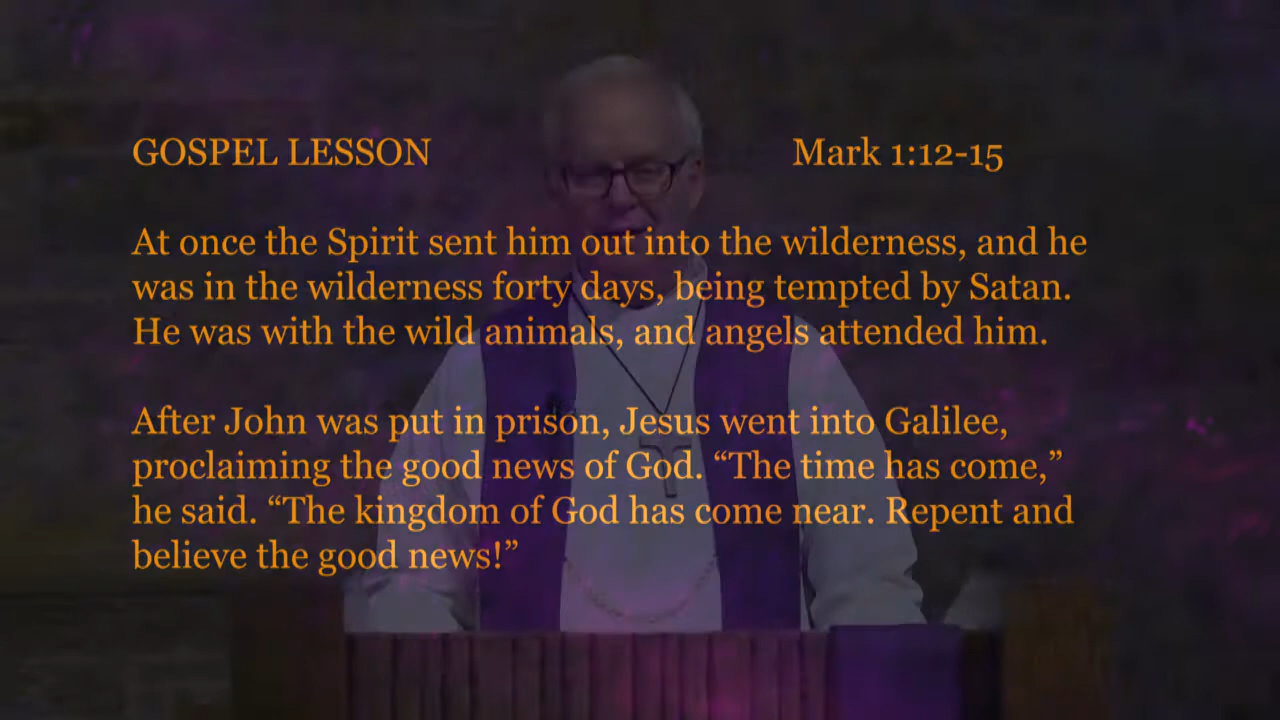 GOSPEL LESSON Mark 1:12-15
At once the Spirit sent him out into the wilderness, and he
was in the wilderness forty days, being tempted by Satan.
He was with the wild animals, and angels attended him.
After John was put in prison, Jesus went into Galilee,
proclaiming the good news of God. “The time has come,”
he said. “The kingdom of God has come near. Repent and
believe the good news!”